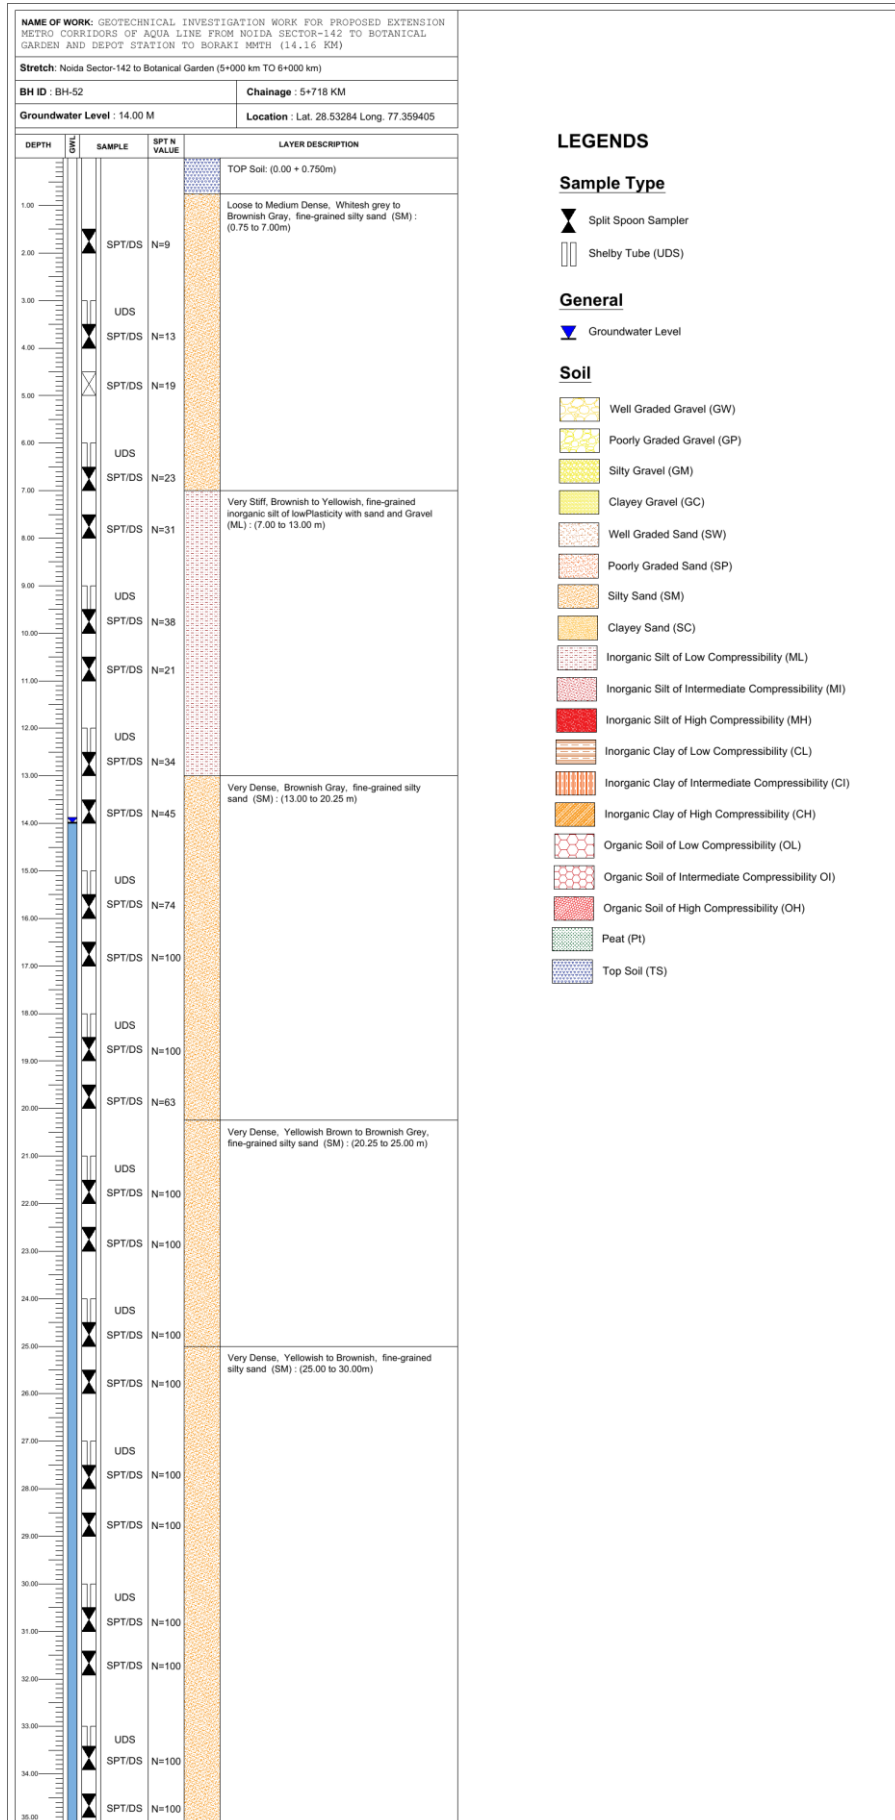 NAME OF WORK: GEOTECHNICAL INVESTIGATION WORK FOR PROPOSED EXTENSION
METRO CORRIDORS OF AQUA LINE FROM NOIDA SECTOR-142 TO BOTANICAL
GARDEN AND DEPOT STATION TO BORAKI MMTH (14.16 KM)
Stretch: Noida Sector-142 to Botanical Garden (5+000 km TO 6+000 km)
BH ID : BH-52
Chainage : 5+718 KM
Groundwater Level : 14.00 M
Location : Lat. 28.53284 Long. 77.359405
DEPTH
GWL
SAMPLE
SPT N
VALUE
LAYER DESCRIPTION
TOP Soil: (0.00 + 0.750m)
1.00
Loose to Medium Dense, Whitesh grey to
Brownish Gray, fine-grained silty sand (SM) :
(0.75 to 7.00m)
SPT/DS N=9
2.00
3.00
UDS
SPT/DS N=13
4.00
SPT/DS N=19
5.00
6.00
UDS
SPT/DS N=23
7.00
Very Stiff, Brownish to Yellowish, fine-grained
inorganic silt of lowPlasticity with sand and Gravel
(ML) : (7.00 to 13.00 m)
SPT/DS N=31
8.00
9.00
UDS
SPT/DS N=38
10.00
SPT/DS N=21
11.00
12.00
UDS
SPT/DS N=34
13.00
Very Dense, Brownish Gray, fine-grained silty
sand (SM) : (13.00 to 20.25 m)
SPT/DS N=45
14.00
15.00
UDS
SPT/DS N=74
16.00
SPT/DS N=100
17.00
18.00
UDS
SPT/DS N=100
19.00
SPT/DS N=63
20.00
Very Dense, Yellowish Brown to Brownish Grey,
fine-grained silty sand (SM) : (20.25 to 25.00 m)
21.00
UDS
SPT/DS N=100
22.00
SPT/DS N=100
23.00
24.00
UDS
SPT/DS N=100
25.00
Very Dense, Yellowish to Brownish, fine-grained
silty sand (SM) : (25.00 to 30.00m)
SPT/DS N=100
26.00
27.00
UDS
SPT/DS N=100
28.00
SPT/DS N=100
29.00
30.00
UDS
SPT/DS N=100
31.00
SPT/DS N=100
32.00
33.00
UDS
SPT/DS N=100
34.00
SPT/DS N=100
35.00
LEGENDS
Sample Type
Split Spoon Sampler
Shelby Tube (UDS)
General
Groundwater Level
Soil
Well Graded Gravel (GW)
Poorly Graded Gravel (GP)
Silty Gravel (GM)
Clayey Gravel (GC)
Well Graded Sand (SW)
Poorly Graded Sand (SP)
Silty Sand (SM)
Clayey Sand (SC)
Inorganic Silt of Low Compressibility (ML)
Inorganic Silt of Intermediate Compressibility (MI)
Inorganic Silt of High Compressibility (MH)
Inorganic Clay of Low Compressibility (CL)
Inorganic Clay of Intermediate Compressibility (CI)
Inorganic Clay of High Compressibility (CH)
Organic Soil of Low Compressibility (OL)
Organic Soil of Intermediate Compressibility OI)
Organic Soil of High Compressibility (OH)
Peat (Pt)
Top Soil (TS)